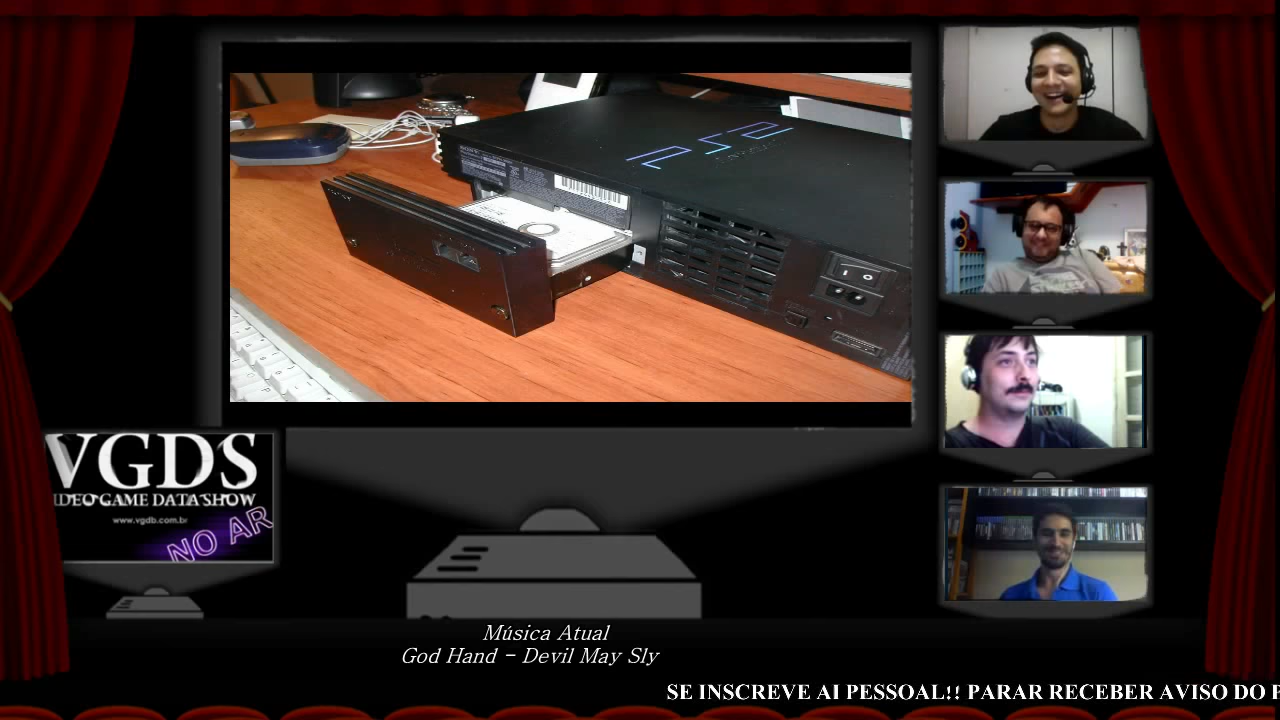 VGDS
IDEO GAME DATA SHOW
www.vgdb.com.br
NO AR
Música Atual
God Hand - Devil May Sly
SE INSCREVE AI PESSOAL!! PARAR RECEBER AVISO DO P